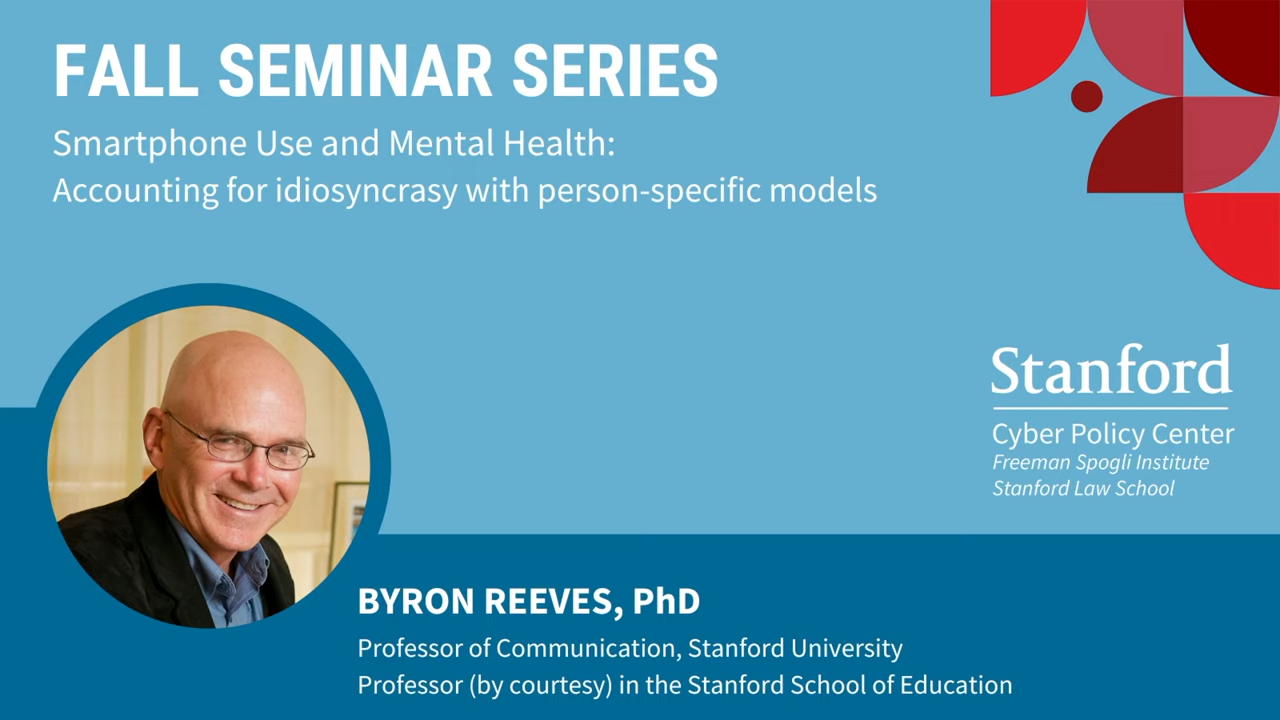 FALL SEMINAR SERIES
Smartphone Use and Mental Health:
Accounting for idiosyncrasy with person-specific models
Stanford
Cyber Policy Center
Freeman Spogli Institute
Stanford Law School
BYRON REEVES, PhD
Professor of Communication, Stanford University
Professor (by courtesy) in the Stanford School of Education